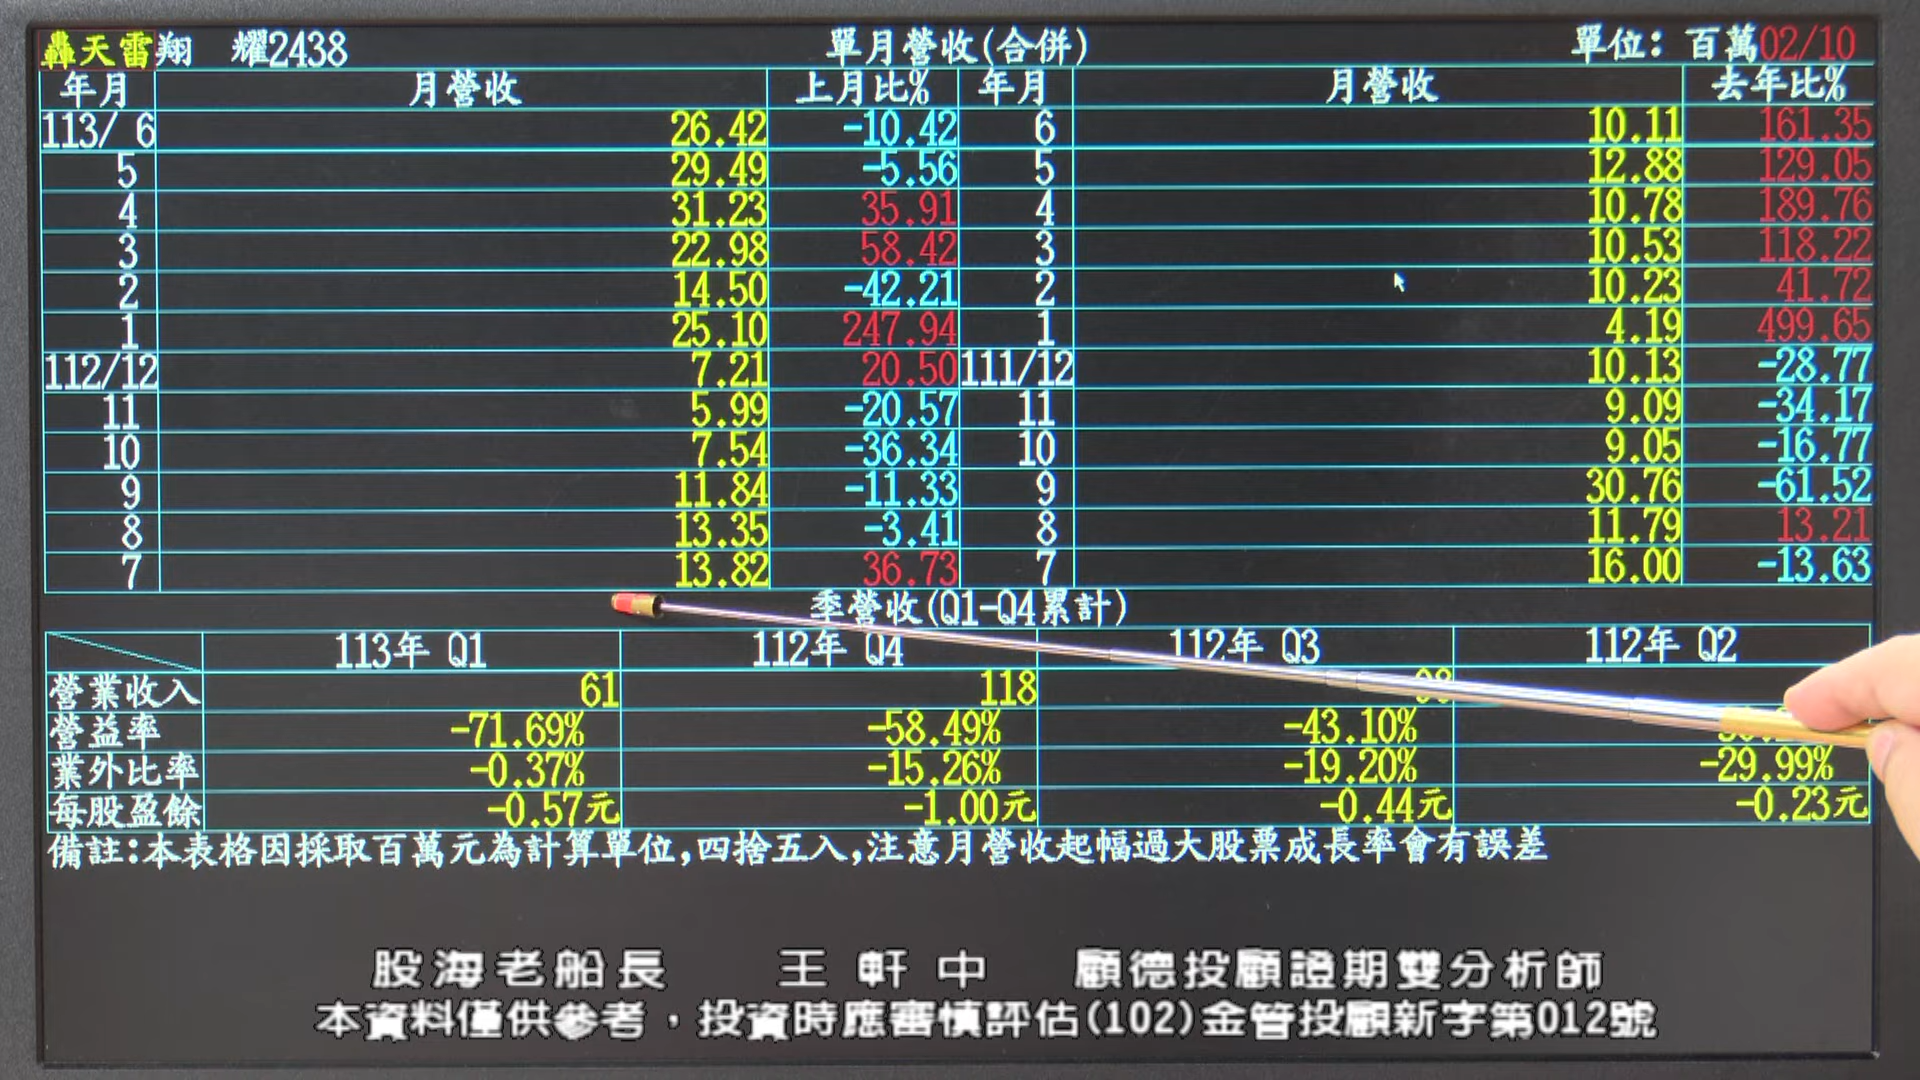 轟天雷翔 耀2438 單月營收(合併) 單位: 百萬02/10
年月 月營收 上月比% 年月 月營收 去年比%
113/ 6 26.42 -10.42 6 10.11 161.35
5 29.49 -5.56 5 12.88 129.05
4 31.23 35.91 4 10.78 189.76
3 22.98 58.42 3 10.53 118.22
2 14.50 -42.21 2 10.23 41.72
1 25.10 247.94 1 4.19 499.65
112/12 7.21 20.50 111/12 10.13 -28.77
11 5.99 -20.57 11 9.09 -34.17
10 7.54 -36.34 10 9.05 -16.77
9 11.84 -11.33 9 30.76 -61.52
8 13.35 -3.41 8 11.79 13.21
7 13.82 36.73 7 16.00 -13.63
季營收(Q1-Q4累計)
113年 Q1 112年 Q4 112年 Q3 112年 Q2
營業收入 61 118
營益率 -71.69% -58.49% -43.10%
業外比率 -0.37% -15.26% -19.20% -29.99%
每股盈餘 -0.57元 -1.00元 -0.44元 -0.23元
備註:本表格因採取百萬元為計算單位,四捨五入,注意月營收起幅過大股票成長率會有誤差
股海老船長 王軒中 顧德投顧證期雙分析師
本資料僅供參考，投資時應審慎評估(102)金管投顧新字第012號